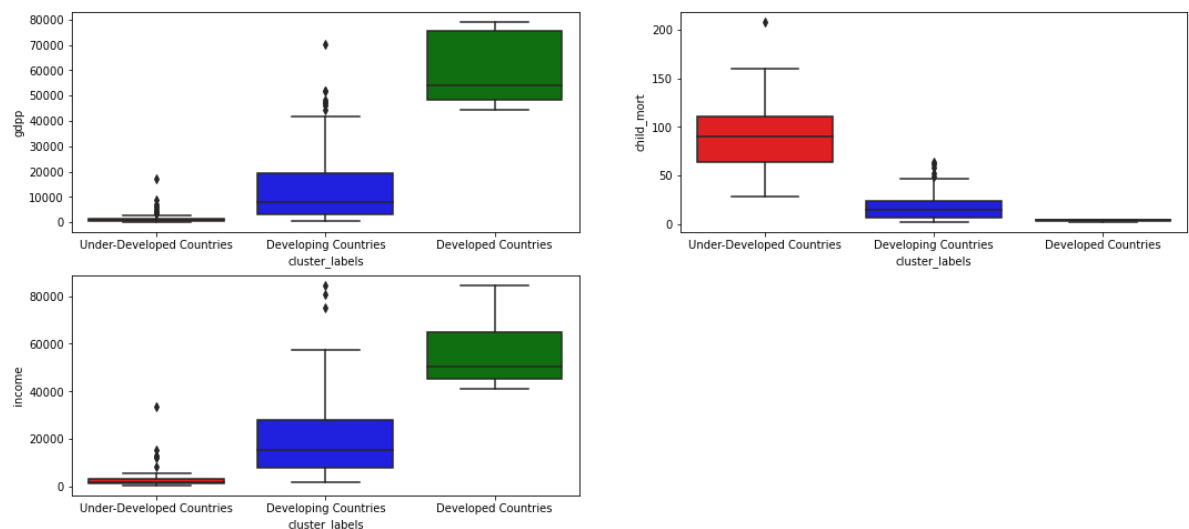 80000
70000
60000
50000
40000
30000
20000
10000
0
gdpp
Under-Developed Countries Developing Countries Developed Countries
cluster_labels
200
150
100
50
0
child_mort
Under-Developed Countries Developing Countries Developed Countries
cluster_labels
80000
60000
40000
20000
0
income
Under-Developed Countries Developing Countries Developed Countries
cluster_labels